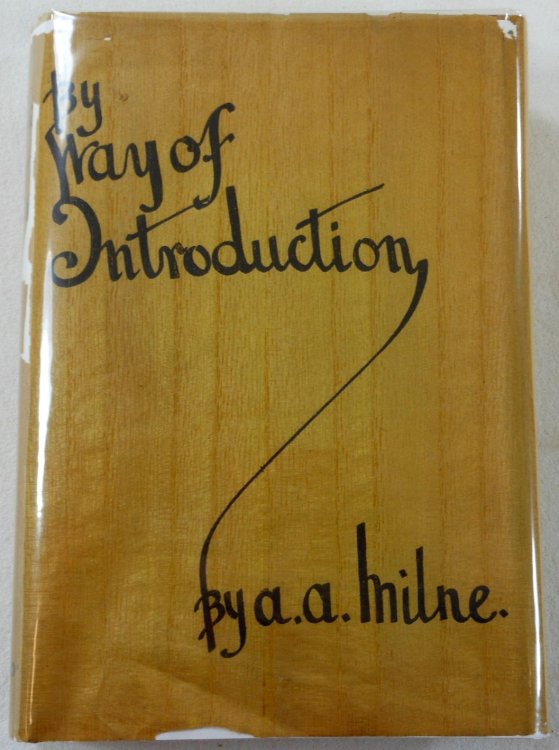 By
Way of
Introduction
By a.a. Milne.